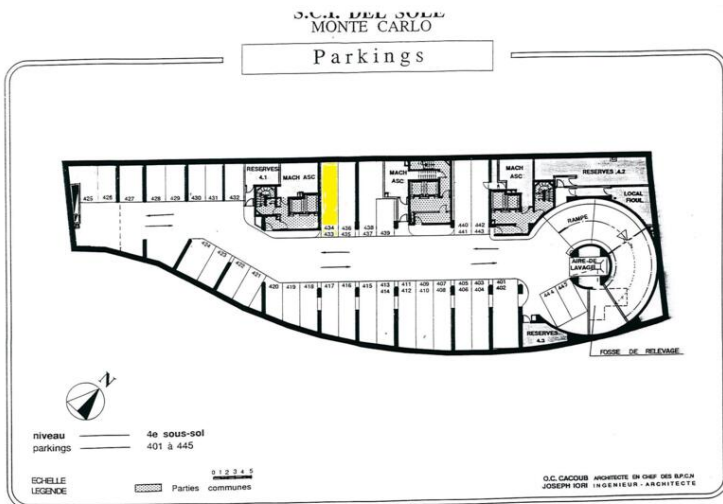 S.C.I. DEL SOLE
MONTE CARLO
Parkings
RESERVES 4.1
MACH ASC
MACH ASC
MACH ASC
RESERVES 4.2
LOCAL FIOUL
425 426 427 428 429 430 431 432
434 436 438 440 442
433 435 437 439 441 443
RAMPE
AIRE DE LAVAGE
424 423 422 421
420 419 418 417 416 415 413 411 409 407 405 403 401
414 412 410 408 406 404 402
444
RESERVES 4.3
FOSSE DE RELEVAGE
N
niveau 4e sous-sol
parkings 401 à 445
ECHELLE 0 1 2 3 4 5
LEGENDE Parties communes
O.C. CACOUB ARCHITECTE EN CHEF DES B.P.C.N
JOSEPH IORI INGENIEUR - ARCHITECTE